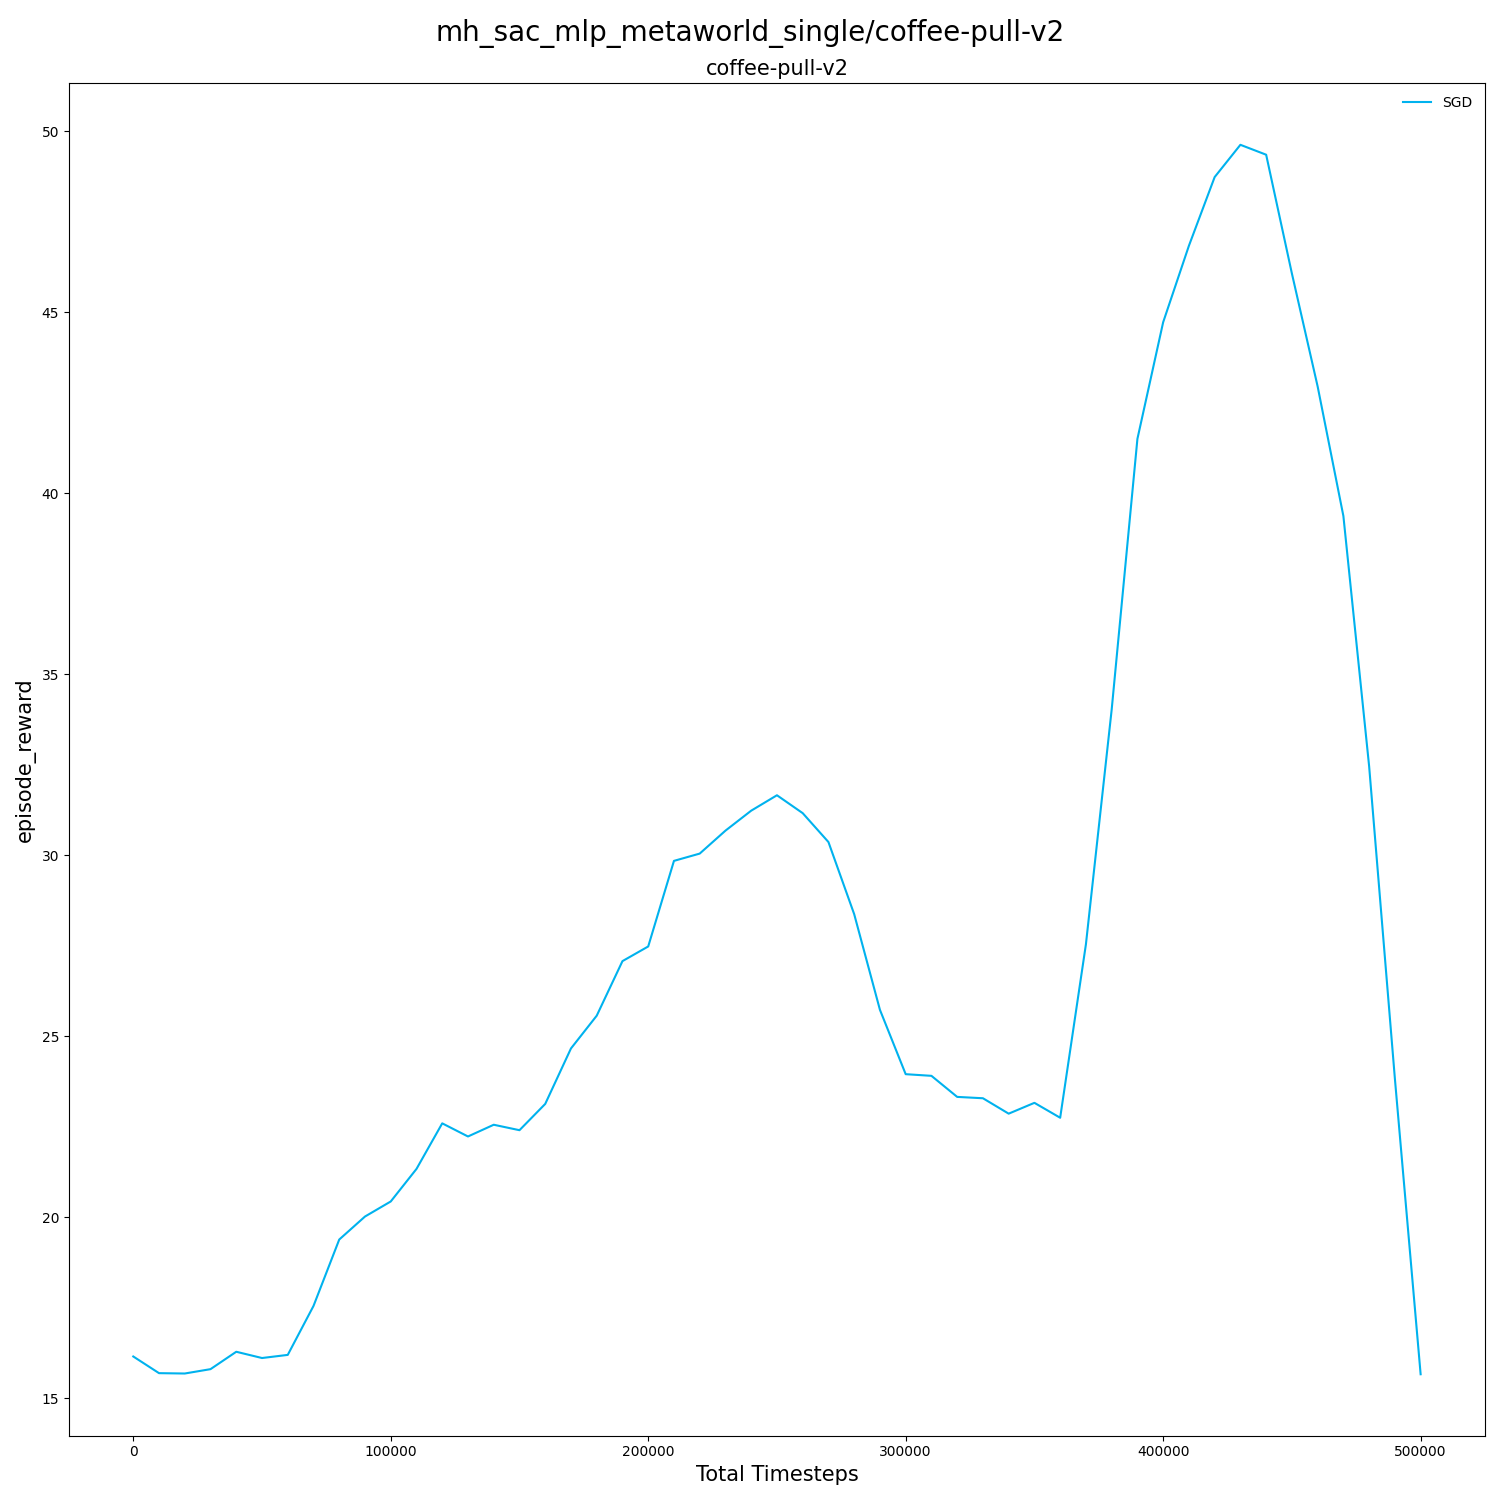 mh_sac_mlp_metaworld_single/coffee-pull-v2
coffee-pull-v2
SGD
50
45
40
35
30
25
20
15
episode_reward
0 100000 200000 300000 400000 500000
Total Timesteps